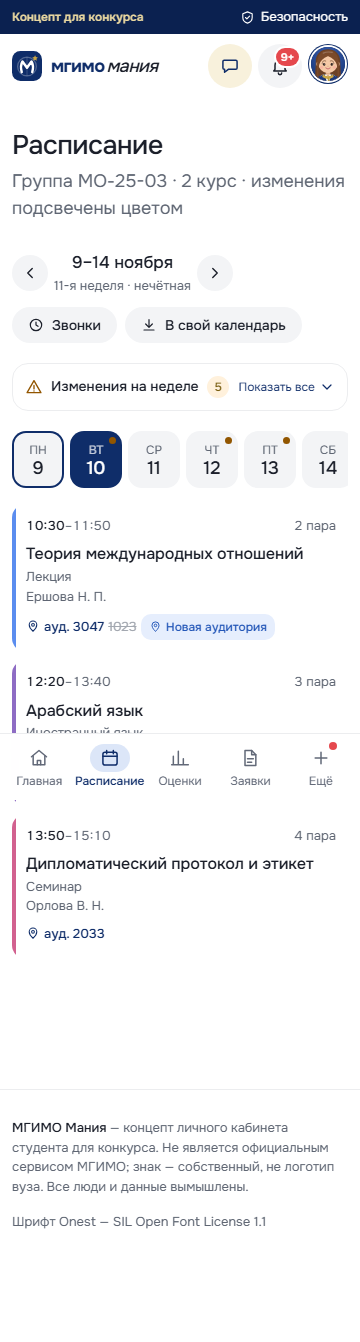 Концепт для конкурса
Безопасность
мгимо мания
9+
Расписание
Группа МО-25-03 · 2 курс · изменения
подсвечены цветом
9–14 ноября
11-я неделя · нечётная
Звонки
В свой календарь
Изменения на неделе 5 Показать все
ПН ВТ СР ЧТ ПТ СБ
9 10 11 12 13 14
10:30–11:50 2 пара
Теория международных отношений
Лекция
Ершова Н. П.
ауд. 3047 1023 Новая аудитория
12:20–13:40 3 пара
Арабский язык
Иностранный язык
Главная Расписание Оценки Заявки Ещё
13:50–15:10 4 пара
Дипломатический протокол и этикет
Семинар
Орлова В. Н.
ауд. 2033
МГИМО Мания — концепт личного кабинета
студента для конкурса. Не является официальным
сервисом МГИМО; знак — собственный, не логотип
вуза. Все люди и данные вымышлены.
Шрифт Onest — SIL Open Font License 1.1